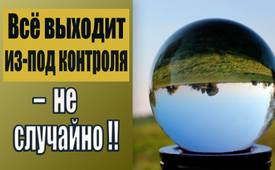 Всё выходит
из-под контроля
– не
случайно !!